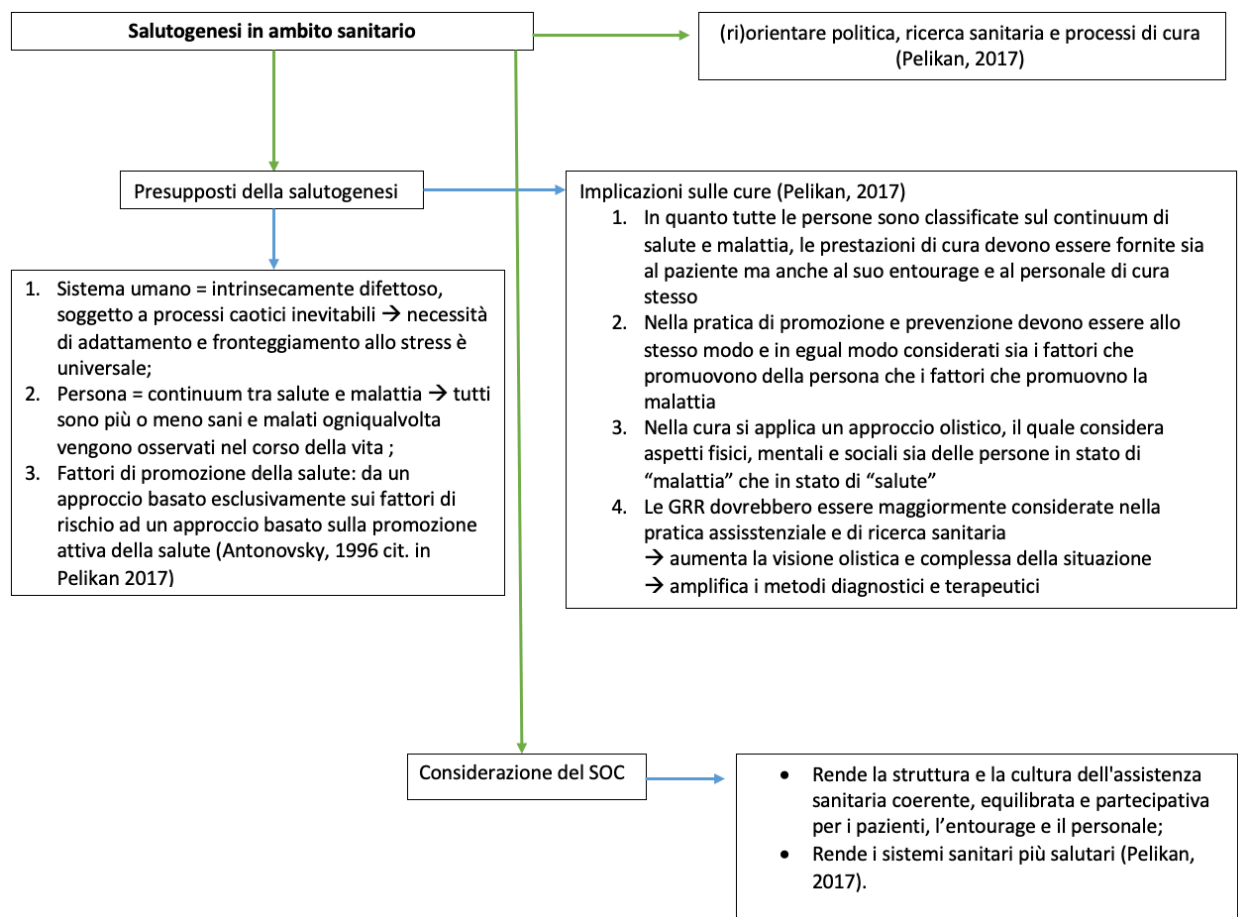 Salutogenesi in ambito sanitario
(ri)orientare politica, ricerca sanitaria e processi di cura
(Pelikan, 2017)
Presupposti della salutogenesi
1. Sistema umano = intrinsecamente difettoso,
soggetto a processi caotici inevitabili → necessità
di adattamento e fronteggiamento allo stress è
universale;
2. Persona = continuum tra salute e malattia → tutti
sono più o meno sani e malati ogniqualvolta
vengono osservati nel corso della vita ;
3. Fattori di promozione della salute: da un
approccio basato esclusivamente sui fattori di
rischio ad un approccio basato sulla promozione
attiva della salute (Antonovsky, 1996 cit. in
Pelikan 2017)
Implicazioni sulle cure (Pelikan, 2017)
1. In quanto tutte le persone sono classificate sul continuum di
salute e malattia, le prestazioni di cura devono essere fornite sia
al paziente ma anche al suo entourage e al personale di cura
stesso
2. Nella pratica di promozione e prevenzione devono essere allo
stesso modo e in egual modo considerati sia i fattori che
promuovono della persona che i fattori che promuovno la
malattia
3. Nella cura si applica un approccio olistico, il quale considera
aspetti fisici, mentali e sociali sia delle persone in stato di
“malattia” che in stato di “salute”
4. Le GRR dovrebbero essere maggiormente considerate nella
pratica assisstenziale e di ricerca sanitaria
→ aumenta la visione olistica e complessa della situazione
→ amplifica i metodi diagnostici e terapeutici
Considerazione del SOC
• Rende la struttura e la cultura dell'assistenza
sanitaria coerente, equilibrata e partecipativa
per i pazienti, l’entourage e il personale;
• Rende i sistemi sanitari più salutari (Pelikan,
2017).